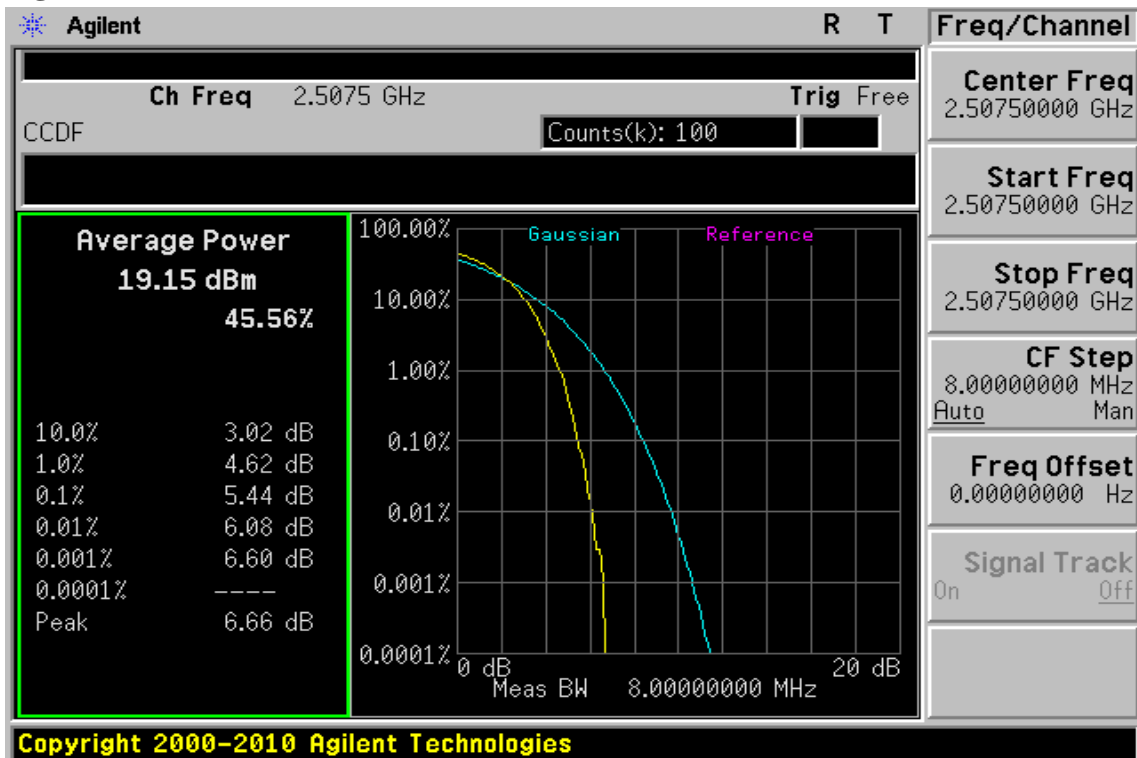 Agilent R T
Freq/Channel
Ch Freq 2.5075 GHz Trig Free
CCDF Counts(k): 100
Average Power
19.15 dBm
45.56%
10.0% 3.02 dB
1.0% 4.62 dB
0.1% 5.44 dB
0.01% 6.08 dB
0.001% 6.60 dB
0.0001% ----
Peak 6.66 dB
Gaussian Reference
100.00%
10.00%
1.00%
0.10%
0.01%
0.001%
0.0001%
0 dB 20 dB
Meas BW 8.00000000 MHz
Center Freq
2.50750000 GHz
Start Freq
2.50750000 GHz
Stop Freq
2.50750000 GHz
CF Step
8.00000000 MHz
Auto Man
Freq Offset
0.00000000 Hz
Signal Track
On Off
Copyright 2000-2010 Agilent Technologies